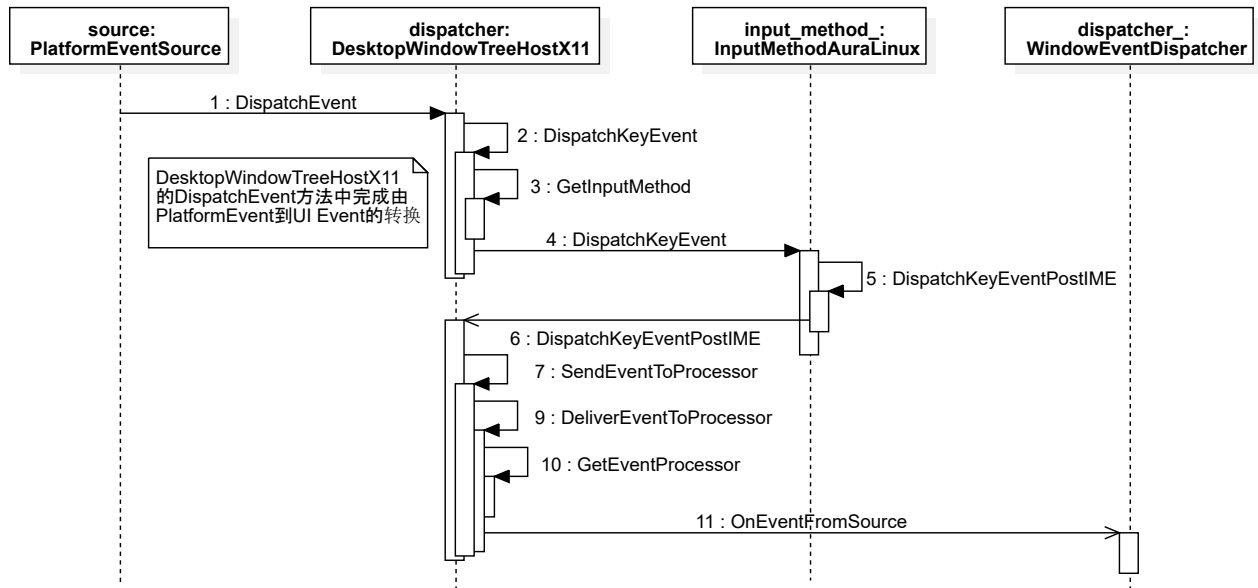 source:
PlatformEventSource
dispatcher:
DesktopWindowTreeHostX11
input_method_:
InputMethodAuraLinux
dispatcher_:
WindowEventDispatcher
1 : DispatchEvent
2 : DispatchKeyEvent
DesktopWindowTreeHostX11
的DispatchEvent方法中完成由
PlatformEvent到UI Event的转换
3 : GetInputMethod
4 : DispatchKeyEvent
5 : DispatchKeyEventPostIME
6 : DispatchKeyEventPostIME
7 : SendEventToProcessor
9 : DeliverEventToProcessor
10 : GetEventProcessor
11 : OnEventFromSource